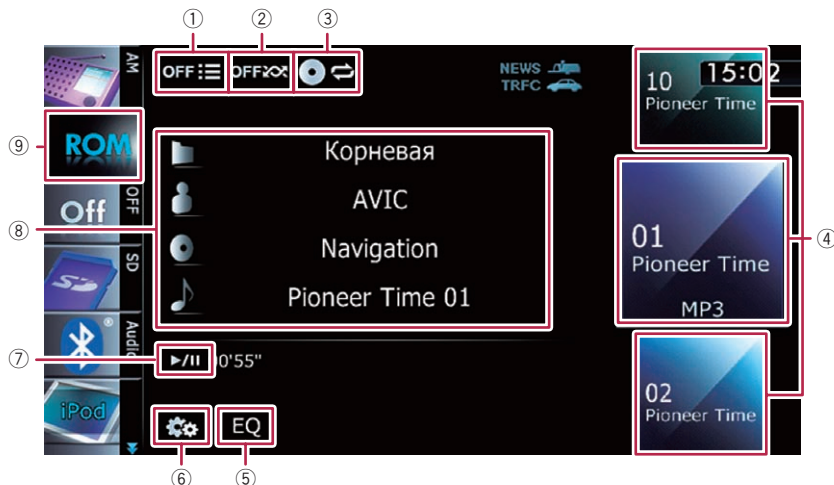 ① ② ③
AM
OFF
OFF
NEWS
TRFC
10
15:02
Pioneer Time
⑨
ROM
Корневая
⑧
OFF
Off
AVIC
④
01
Pioneer Time
MP3
SD
SD
Navigation
Pioneer Time 01
Audio
⑦
0'55"
02
Pioneer Time
iPod
EQ
⑥ ⑤